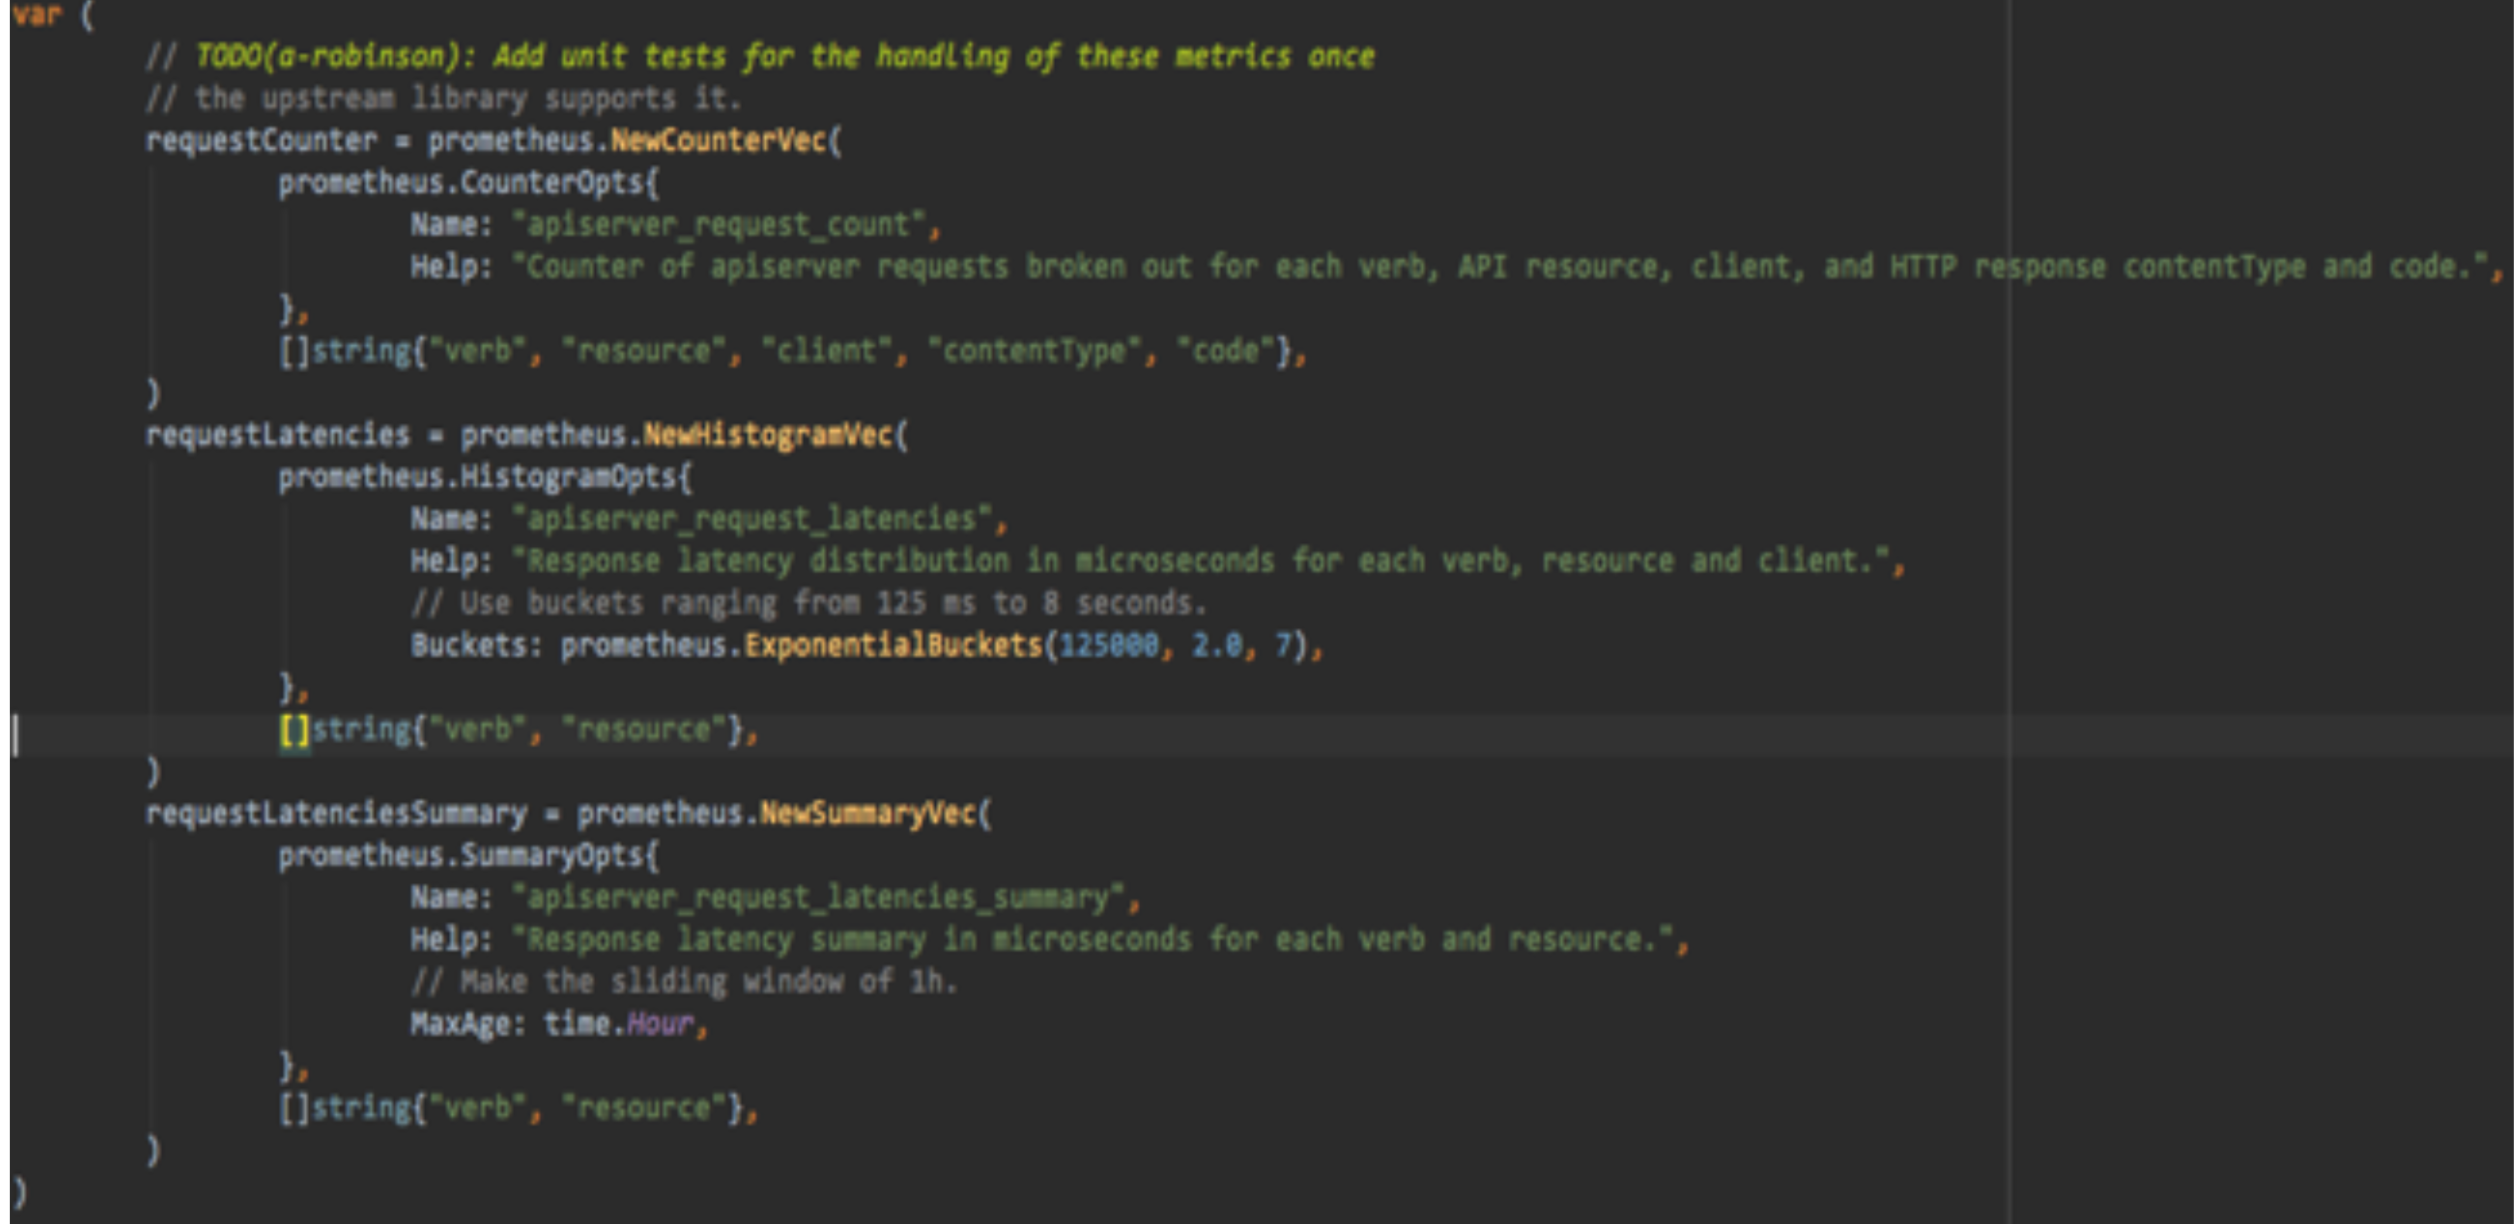 var (
// TODO(a-robinson): Add unit tests for the handling of these metrics once
// the upstream library supports it.
requestCounter = prometheus.NewCounterVec(
prometheus.CounterOpts{
Name: "apiserver_request_count",
Help: "Counter of apiserver requests broken out for each verb, API resource, client, and HTTP response contentType and code.",
},
[]string{"verb", "resource", "client", "contentType", "code"},
)
requestLatencies = prometheus.NewHistogramVec(
prometheus.HistogramOpts{
Name: "apiserver_request_latencies",
Help: "Response latency distribution in microseconds for each verb, resource and client.",
// Use buckets ranging from 125 ms to 8 seconds.
Buckets: prometheus.ExponentialBuckets(125000, 2.0, 7),
},
[]string{"verb", "resource"},
)
requestLatenciesSummary = prometheus.NewSummaryVec(
prometheus.SummaryOpts{
Name: "apiserver_request_latencies_summary",
Help: "Response latency summary in microseconds for each verb and resource.",
// Make the sliding window of 1h.
MaxAge: time.Hour,
},
[]string{"verb", "resource"},
)
)